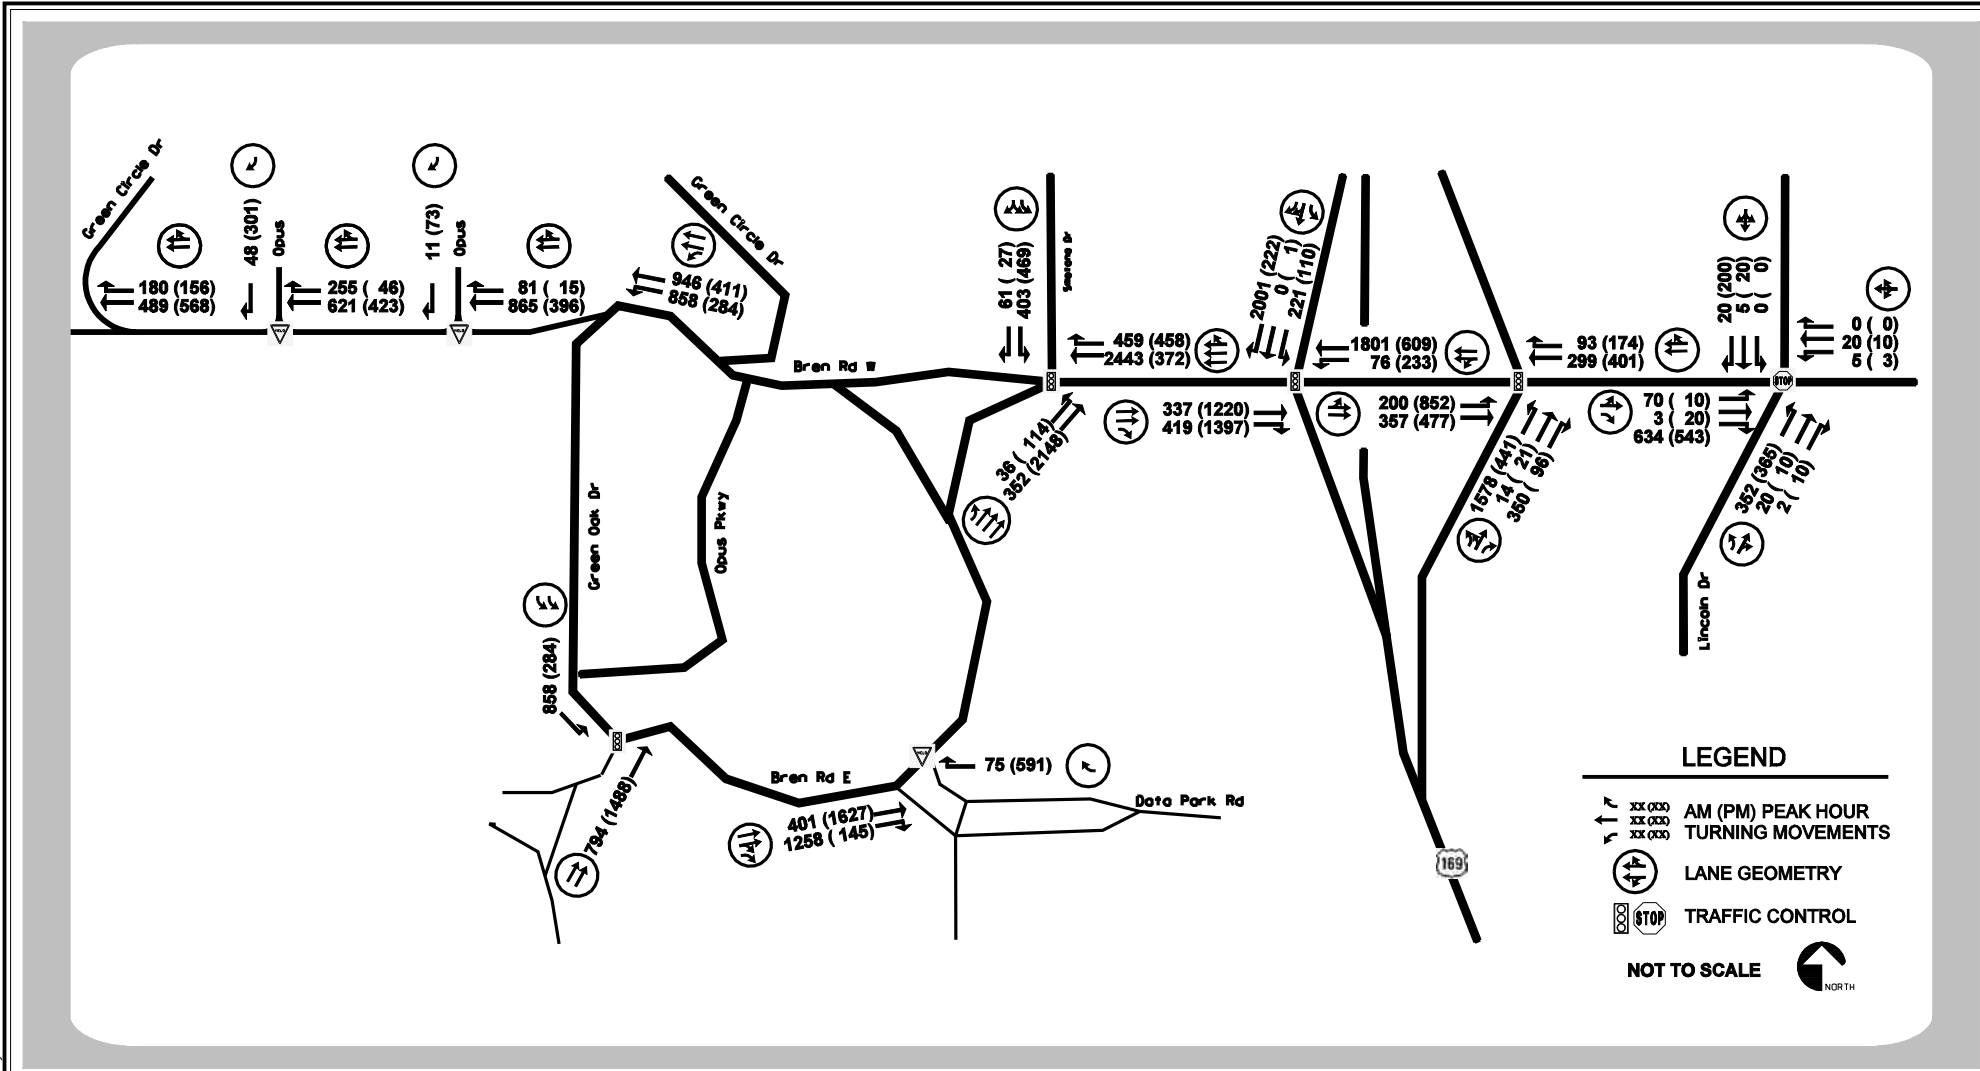 Green Circle Dr
180 (156)
489 (568)
48 (301)
Opus
255 ( 46)
621 (423)
11 (73)
Opus
81 ( 15)
865 (396)
YIELD
YIELD
Green Circle Dr
946 (411)
858 (284)
Bren Rd W
61 ( 27)
403 (469)
459 (458)
2443 (372)
2001 (222)
0 ( 1)
221 (110)
1801 (609)
76 (233)
93 (174)
299 (401)
20 (200)
5 ( 20)
0 ( 0)
0 ( 0)
20 (10)
5 ( 3)
STOP
36 ( 114)
352 (2148)
337 (1220)
419 (1397)
200 (852)
357 (477)
1578 (441)
14 ( 21)
350 ( 96)
70 ( 10)
3 ( 20)
634 (543)
352 (365)
20 ( 10)
2 ( 10)
Lincoln Dr
Green Oak Dr
Opus Pkwy
858 (284)
794 (1488)
Bren Rd E
401 (1627)
1258 ( 145)
YIELD
75 (591)
Data Park Rd
169
LEGEND
XX (XX)
XX (XX)
XX (XX)
AM (PM) PEAK HOUR
TURNING MOVEMENTS
LANE GEOMETRY
STOP
TRAFFIC CONTROL
NOT TO SCALE
NORTH